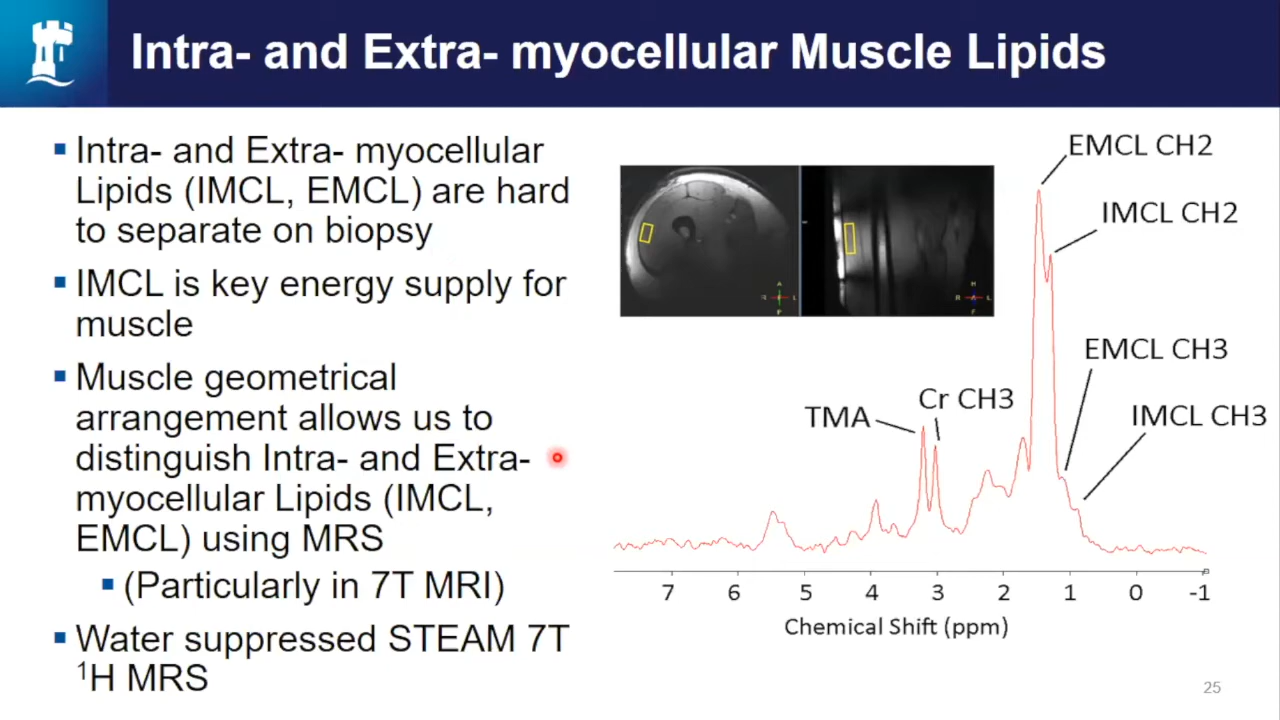 Intra- and Extra- myocellular Muscle Lipids
▪ Intra- and Extra- myocellular
Lipids (IMCL, EMCL) are hard
to separate on biopsy
▪ IMCL is key energy supply for
muscle
▪ Muscle geometrical
arrangement allows us to
distinguish Intra- and Extra-
myocellular Lipids (IMCL,
EMCL) using MRS
▪ (Particularly in 7T MRI)
▪ Water suppressed STEAM 7T
¹H MRS
A
R L
P
H
R A L
F
EMCL CH2
IMCL CH2
EMCL CH3
Cr CH3
TMA
IMCL CH3
7 6 5 4 3 2 1 0 -1
Chemical Shift (ppm)
25